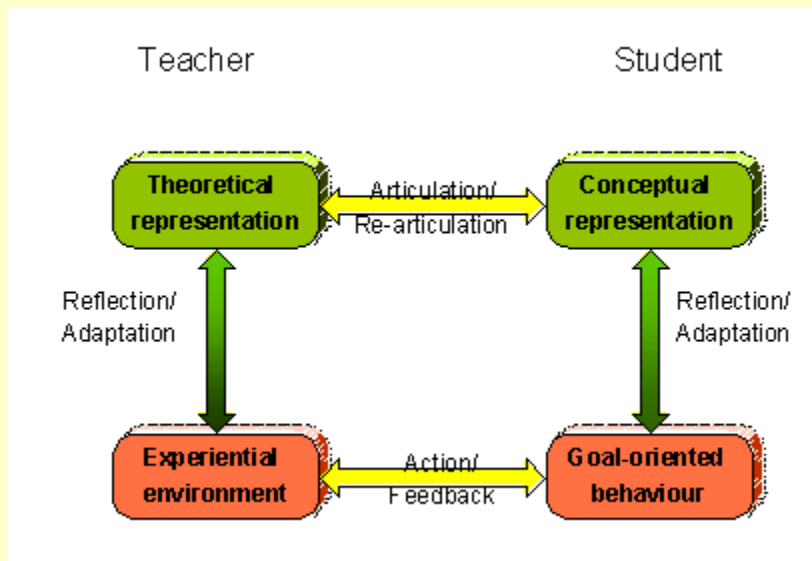 Teacher
Student
Theoretical
representation
Articulation/
Re-articulation
Conceptual
representation
Reflection/
Adaptation
Reflection/
Adaptation
Experiential
environment
Action/
Feedback
Goal-oriented
behaviour